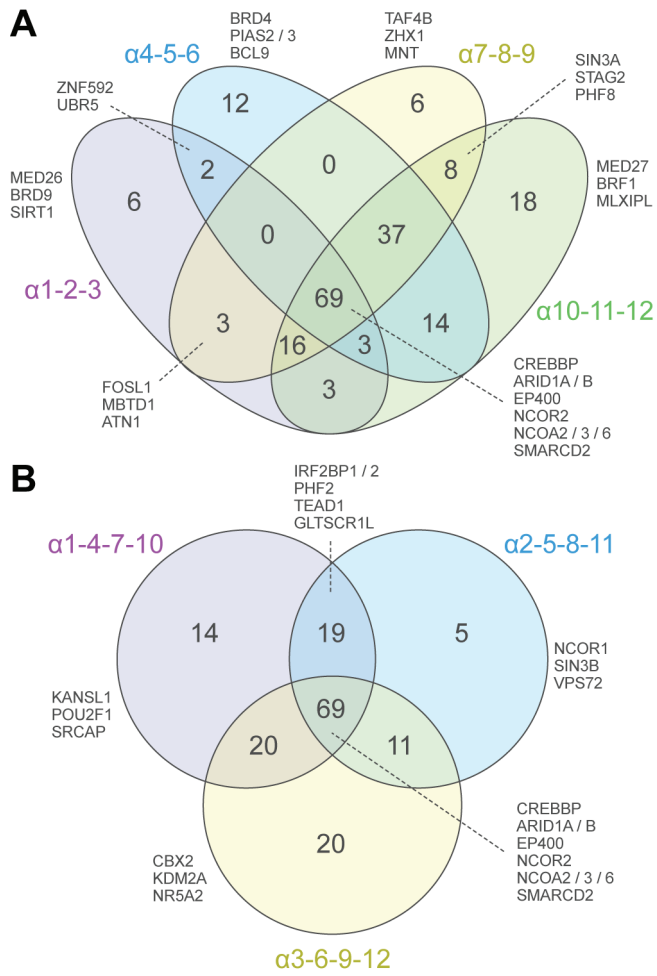 A
BRD4
PIAS2 / 3
BCL9
TAF4B
ZHX1
MNT
α4-5-6
α7-8-9
SIN3A
STAG2
PHF8
ZNF592
UBR5
12
6
MED26
BRD9
SIRT1
2
0
8
MED27
BRF1
MLXIPL
6
18
0
37
α1-2-3
69
α10-11-12
3
16
3
14
3
FOSL1
MBTD1
ATN1
CREBBP
ARID1A / B
EP400
NCOR2
NCOA2 / 3 / 6
SMARCD2
B
IRF2BP1 / 2
PHF2
TEAD1
GLTSCR1L
α1-4-7-10
α2-5-8-11
14
19
5
NCOR1
SIN3B
VPS72
KANSL1
POU2F1
SRCAP
69
20
11
CREBBP
ARID1A / B
EP400
NCOR2
NCOA2 / 3 / 6
SMARCD2
20
CBX2
KDM2A
NR5A2
α3-6-9-12